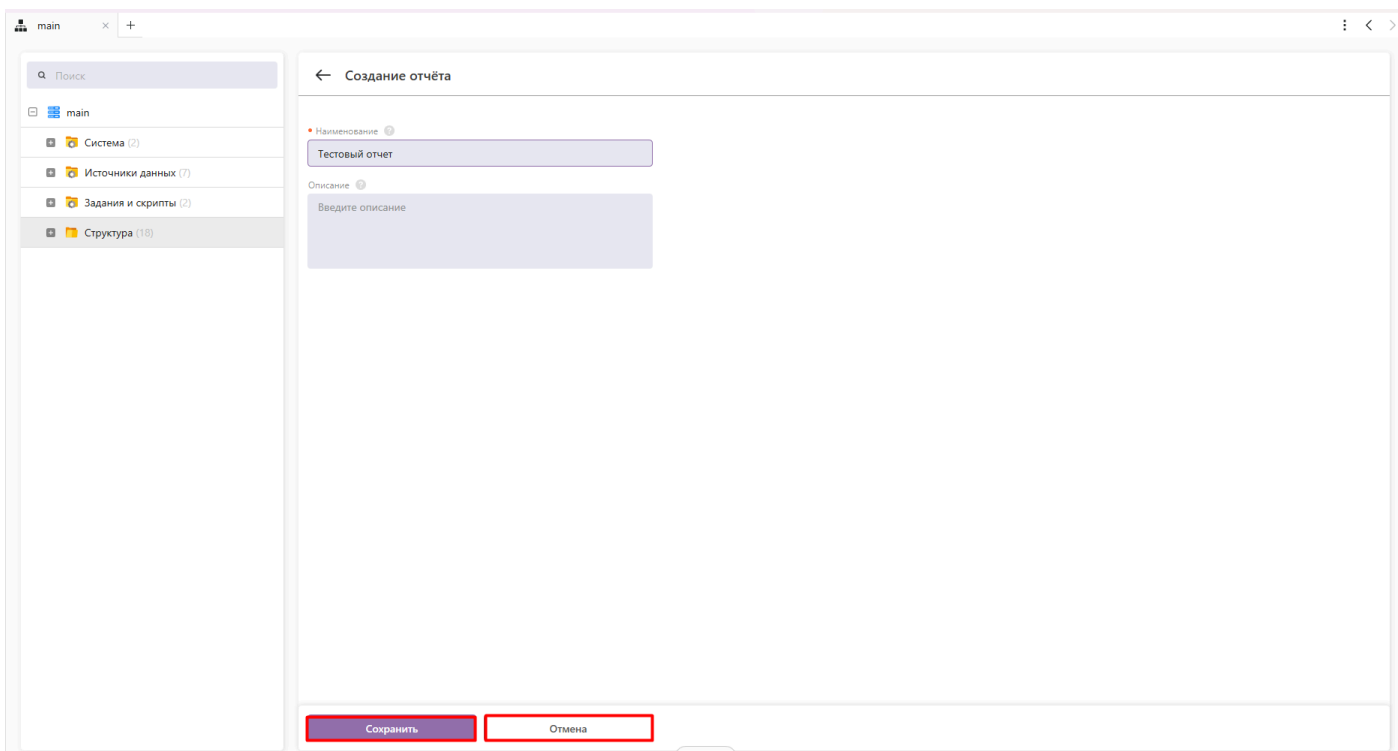 main
Поиск
main
Система (2)
Источники данных (7)
Задания и скрипты (2)
Структура (18)
Создание отчёта
Наименование
Тестовый отчет
Описание
Введите описание
Сохранить
Отмена